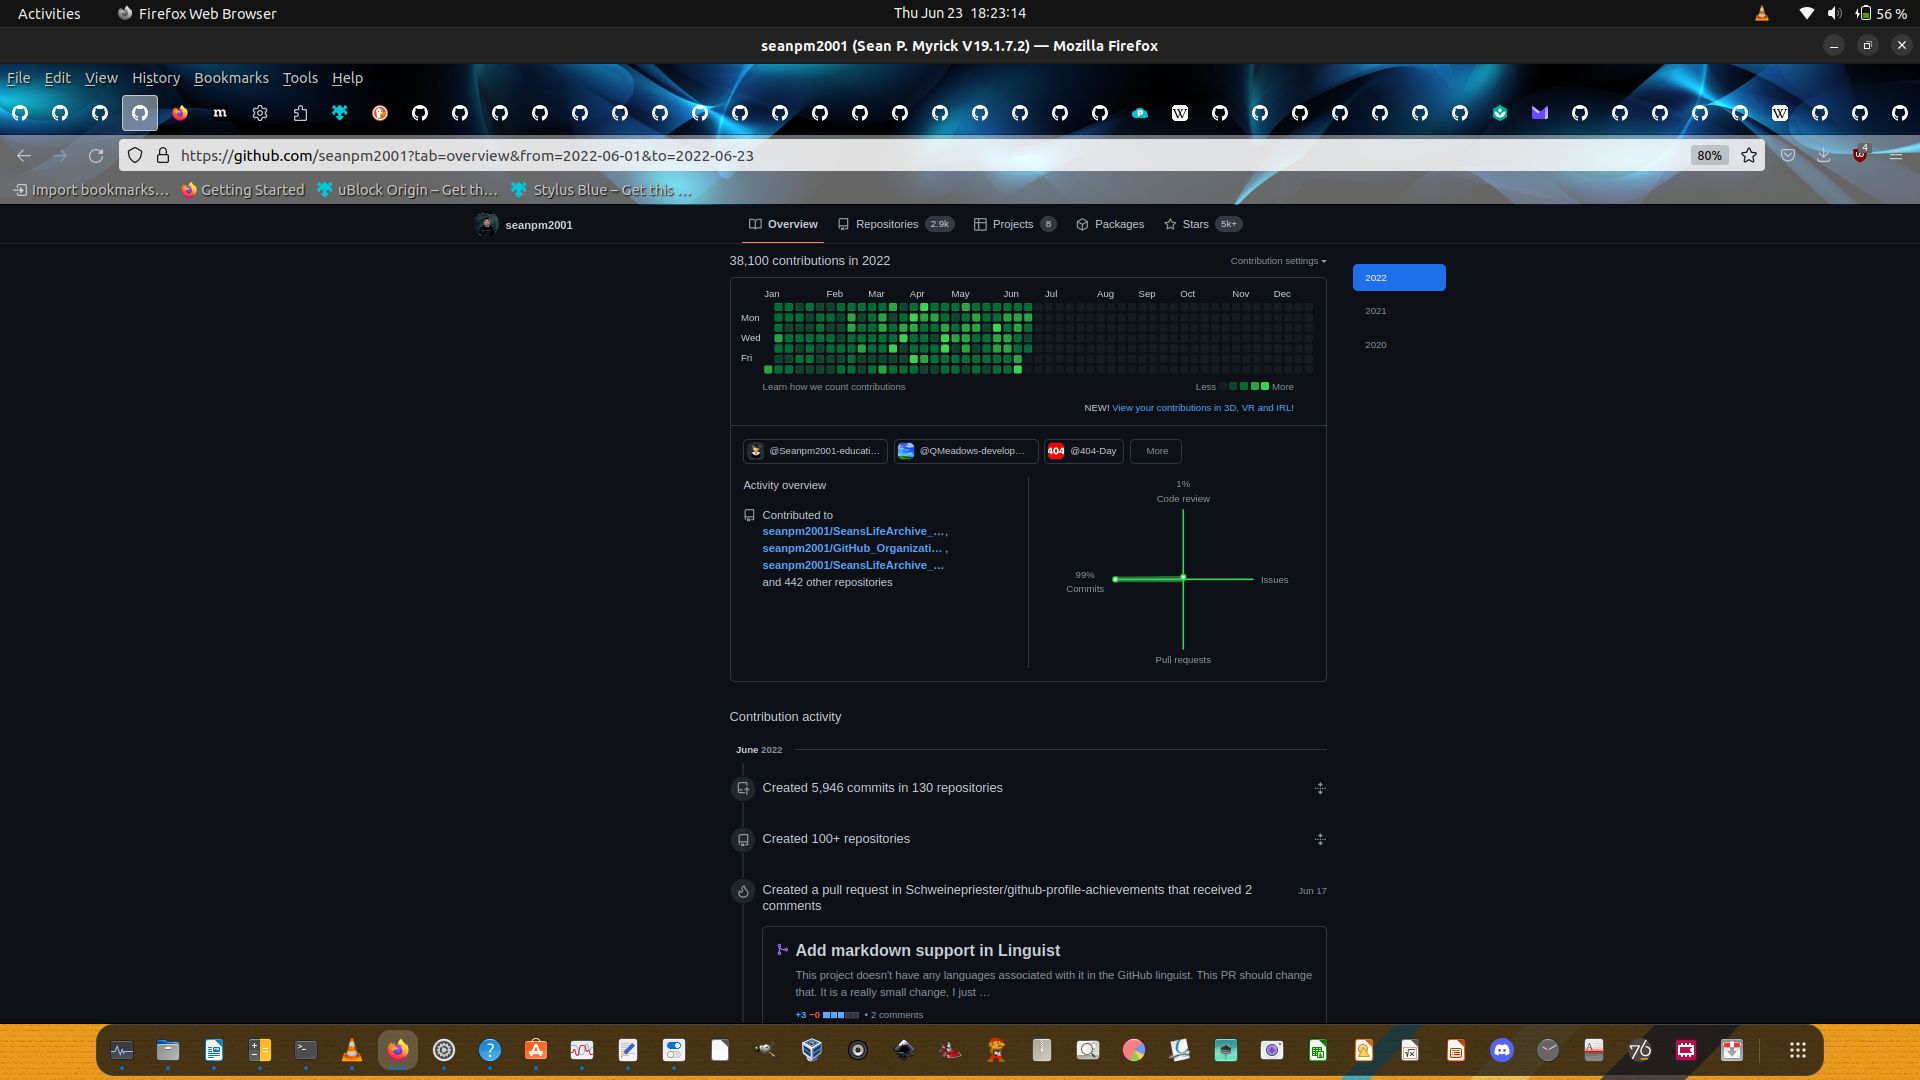 Activities
Firefox Web Browser
Thu Jun 23 18:23:14
56 %
seanpm2001 (Sean P. Myrick V19.1.7.2) — Mozilla Firefox
File Edit View History Bookmarks Tools Help
https://github.com/seanpm2001?tab=overview&from=2022-06-01&to=2022-06-23
80%
4
Import bookmarks…
Getting Started
uBlock Origin – Get th…
Stylus Blue – Get this …
seanpm2001
Overview
Repositories 2.9k
Projects 8
Packages
Stars 5k+
38,100 contributions in 2022
Contribution settings
2022
2021
2020
Jan Feb Mar Apr May Jun Jul Aug Sep Oct Nov Dec
Mon
Wed
Fri
Learn how we count contributions
Less More
NEW! View your contributions in 3D, VR and IRL!
@Seanpm2001-educati…
@QMeadows-develop…
404 @404-Day
More
Activity overview
Contributed to
seanpm2001/SeansLifeArchive_…,
seanpm2001/GitHub_Organizati… ,
seanpm2001/SeansLifeArchive_…
and 442 other repositories
1%
Code review
99%
Commits
Issues
Pull requests
Contribution activity
June 2022
Created 5,946 commits in 130 repositories
Created 100+ repositories
Created a pull request in Schweinepriester/github-profile-achievements that received 2
comments
Jun 17
Add markdown support in Linguist
This project doesn't have any languages associated with it in the GitHub linguist. This PR should change
that. It is a really small change, I just …
+3 −0 • 2 comments